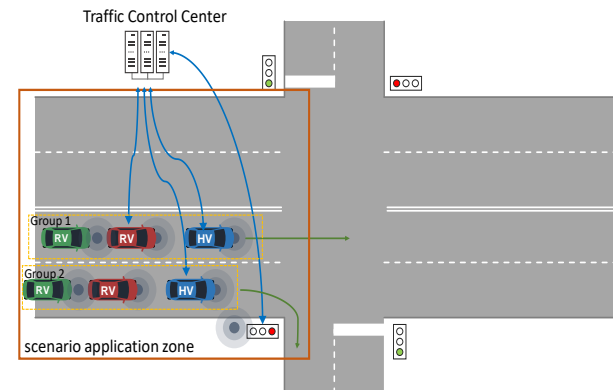 Traffic Control Center
Group 1
RV RV HV
Group 2
RV RV HV
scenario application zone